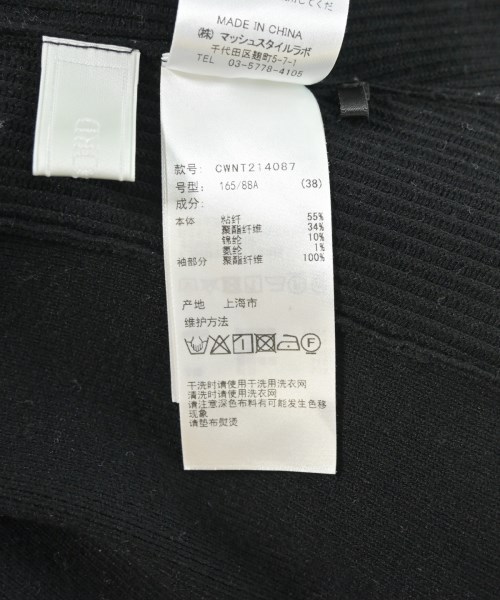 MADE IN CHINA
(株) マッシュスタイルラボ
千代田区麹町5-7-1
TEL 03-5778-4105
款号: CWNT214087
号型: 165/88A (38)
成分:
本体 粘纤 55%
聚酯纤维 34%
锦纶 10%
氨纶 1%
袖部分 聚酯纤维 100%
产地 上海市
维护方法
干洗时请使用干洗用洗衣网
清洗时请使用洗衣网
请注意深色布料有可能发生色移
现象
请垫布熨烫